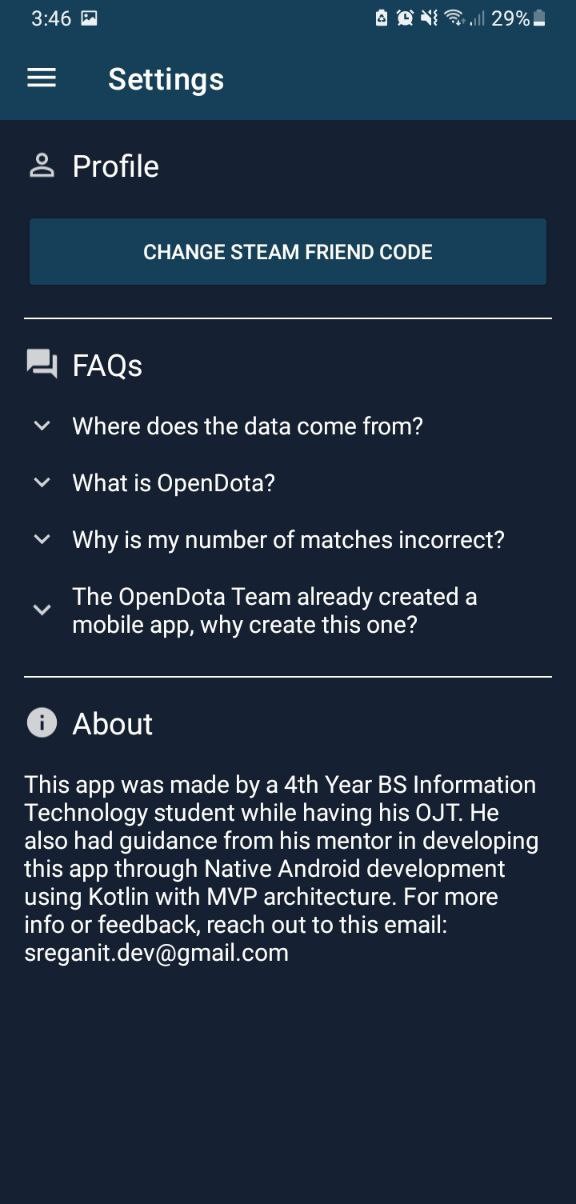 3:46
29%
Settings
Profile
CHANGE STEAM FRIEND CODE
FAQs
Where does the data come from?
What is OpenDota?
Why is my number of matches incorrect?
The OpenDota Team already created a
mobile app, why create this one?
About
This app was made by a 4th Year BS Information
Technology student while having his OJT. He
also had guidance from his mentor in developing
this app through Native Android development
using Kotlin with MVP architecture. For more
info or feedback, reach out to this email:
sreganit.dev@gmail.com